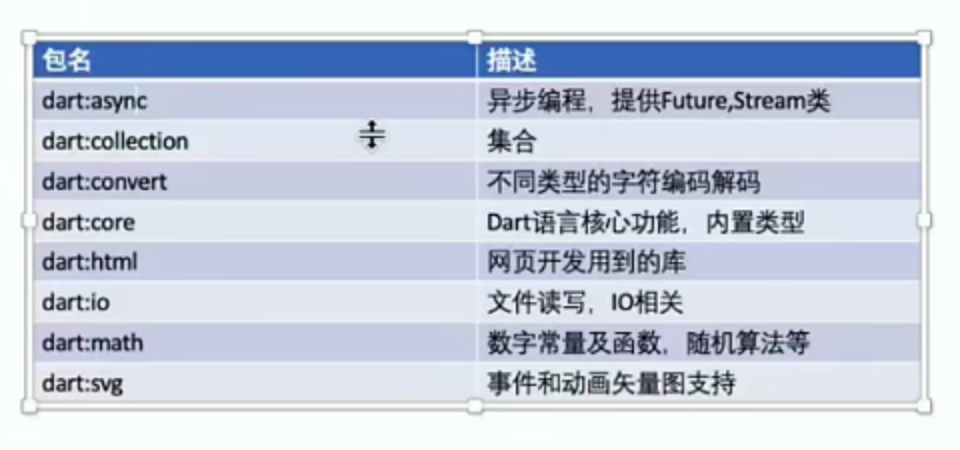 包名 描述
dart:async 异步编程，提供Future,Stream类
dart:collection 集合
dart:convert 不同类型的字符编码解码
dart:core Dart语言核心功能，内置类型
dart:html 网页开发用到的库
dart:io 文件读写，IO相关
dart:math 数字常量及函数，随机算法等
dart:svg 事件和动画矢量图支持